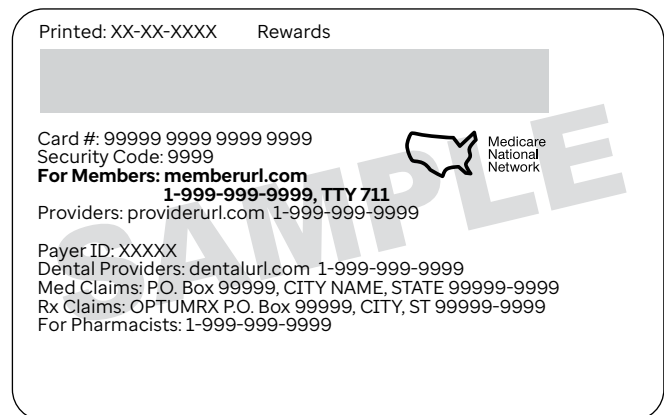 Printed: XX-XX-XXXX Rewards
Card #: 99999 9999 9999 9999
Security Code: 9999
Medicare
National
Network
For Members: memberurl.com
1-999-999-9999, TTY 711
Providers: providerurl.com 1-999-999-9999
SAMPLE
Payer ID: XXXXX
Dental Providers: dentalurl.com 1-999-999-9999
Med Claims: P.O. Box 99999, CITY NAME, STATE 99999-9999
Rx Claims: OPTUMRX P.O. Box 99999, CITY, ST 99999-9999
For Pharmacists: 1-999-999-9999